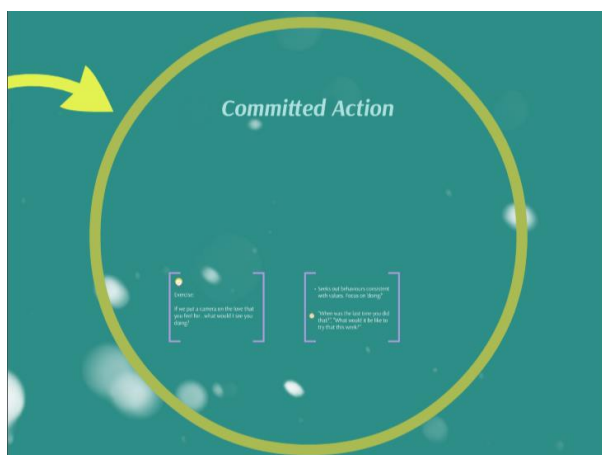 Committed Action
Exercise:
If we put a camera on the love that
you feel for.. what would I see you
doing?
- Seeks out behaviours consistent
with values. Focus on 'doing'
"When was the last time you did
that?", "What would it be like to
try that this week?"